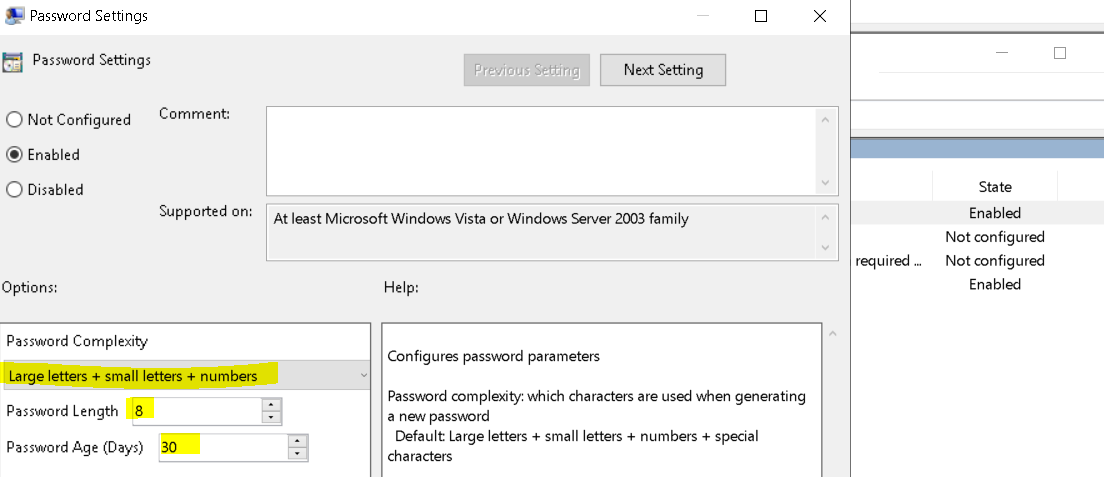 Password Settings
Password Settings
Previous Setting
Next Setting
Not Configured
Comment:
Enabled
Disabled
Supported on:
At least Microsoft Windows Vista or Windows Server 2003 family
Options:
Help:
Password Complexity
Large letters + small letters + numbers
Password Length 8
Password Age (Days) 30
Configures password parameters
Password complexity: which characters are used when generating
a new password
Default: Large letters + small letters + numbers + special
characters
State
Enabled
Not configured
required ... Not configured
Enabled